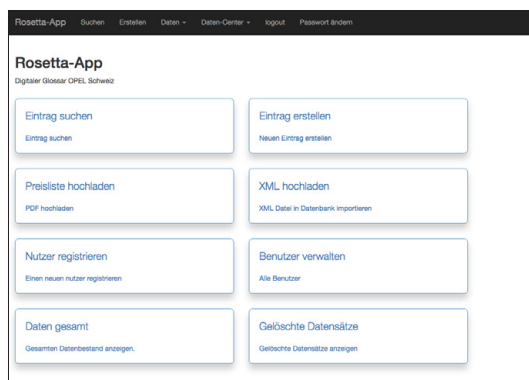 Rosetta-App Suchen Erstellen Daten Daten-Center logout Passwort ändern
Rosetta-App
Digitaler Glossar OPEL Schweiz
Eintrag suchen
Eintrag suchen
Eintrag erstellen
Neuen Eintrag erstellen
Preisliste hochladen
PDF hochladen
XML hochladen
XML Datei in Datenbank importieren
Nutzer registrieren
Einen neuen nutzer registrieren
Benutzer verwalten
Alle Benutzer
Daten gesamt
Gesamten Datenbestand anzeigen.
Gelöschte Datensätze
Gelöschte Datensätze anzeigen